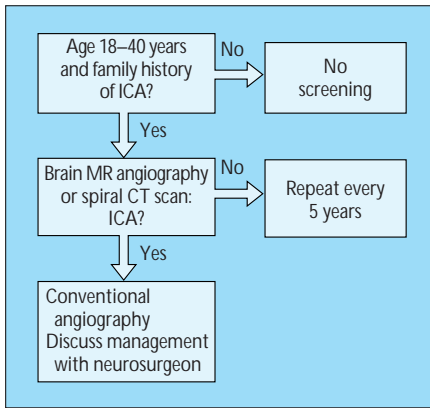 Age 18–40 years
and family history
of ICA?
No
No
screening
Yes
Brain MR angiography
or spiral CT scan:
ICA?
No
Repeat every
5 years
Yes
Conventional
angiography
Discuss management
with neurosurgeon